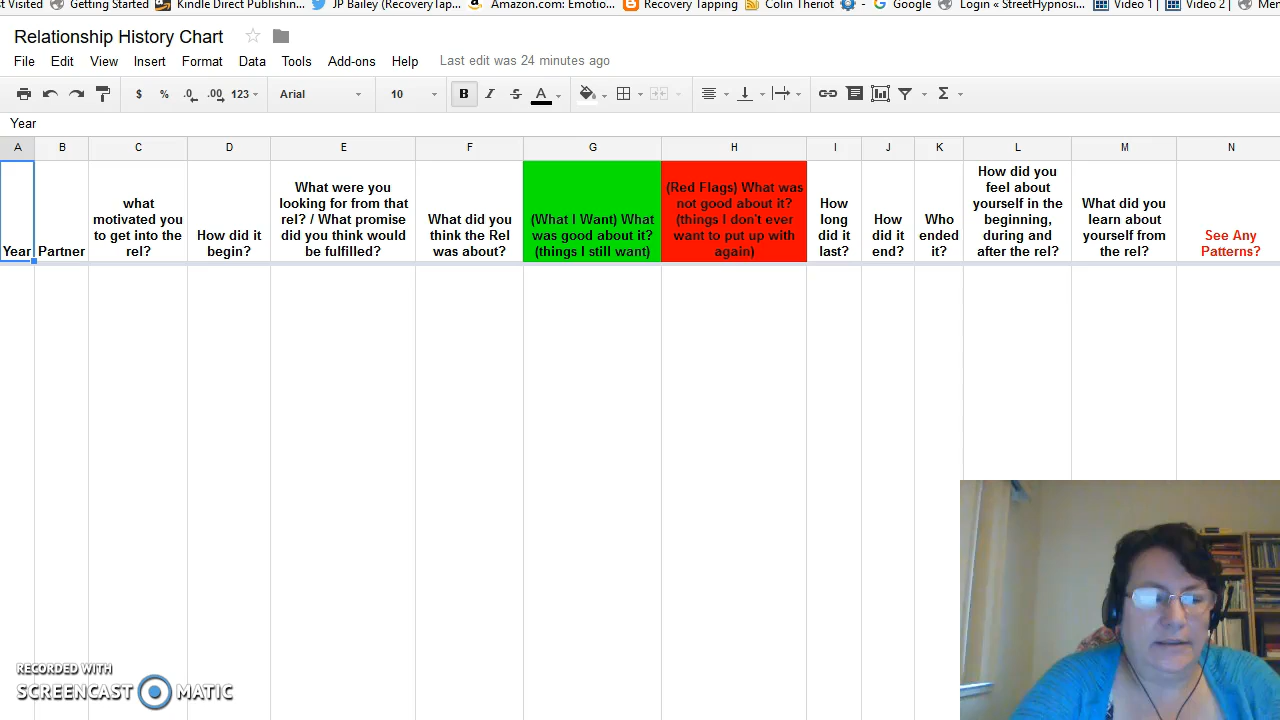 st Visited Getting Started Kindle Direct Publishin... JP Bailey (RecoveryTap... Amazon.com: Emotio... Recovery Tapping Colin Theriot - Google Login « StreetHypnosi... Video 1 Video 2
Relationship History Chart
File Edit View Insert Format Data Tools Add-ons Help Last edit was 24 minutes ago
$ % .0 .00 123 Arial 10 B I S A Σ
Year
A B C D E F G H I J K L M N
Year
Partner
what
motivated you
to get into the
rel?
How did it
begin?
What were you
looking for from that
rel? / What promise
did you think would
be fulfilled?
What did you
think the Rel
was about?
(What I Want) What
was good about it?
(things I still want)
(Red Flags) What was
not good about it?
(things I don't ever
want to put up with
again)
How
long
did it
last?
How
did it
end?
Who
ended
it?
How did you
feel about
yourself in the
beginning,
during and
after the rel?
What did you
learn about
yourself from
the rel?
See Any
Patterns?
RECORDED WITH
SCREENCAST MATIC